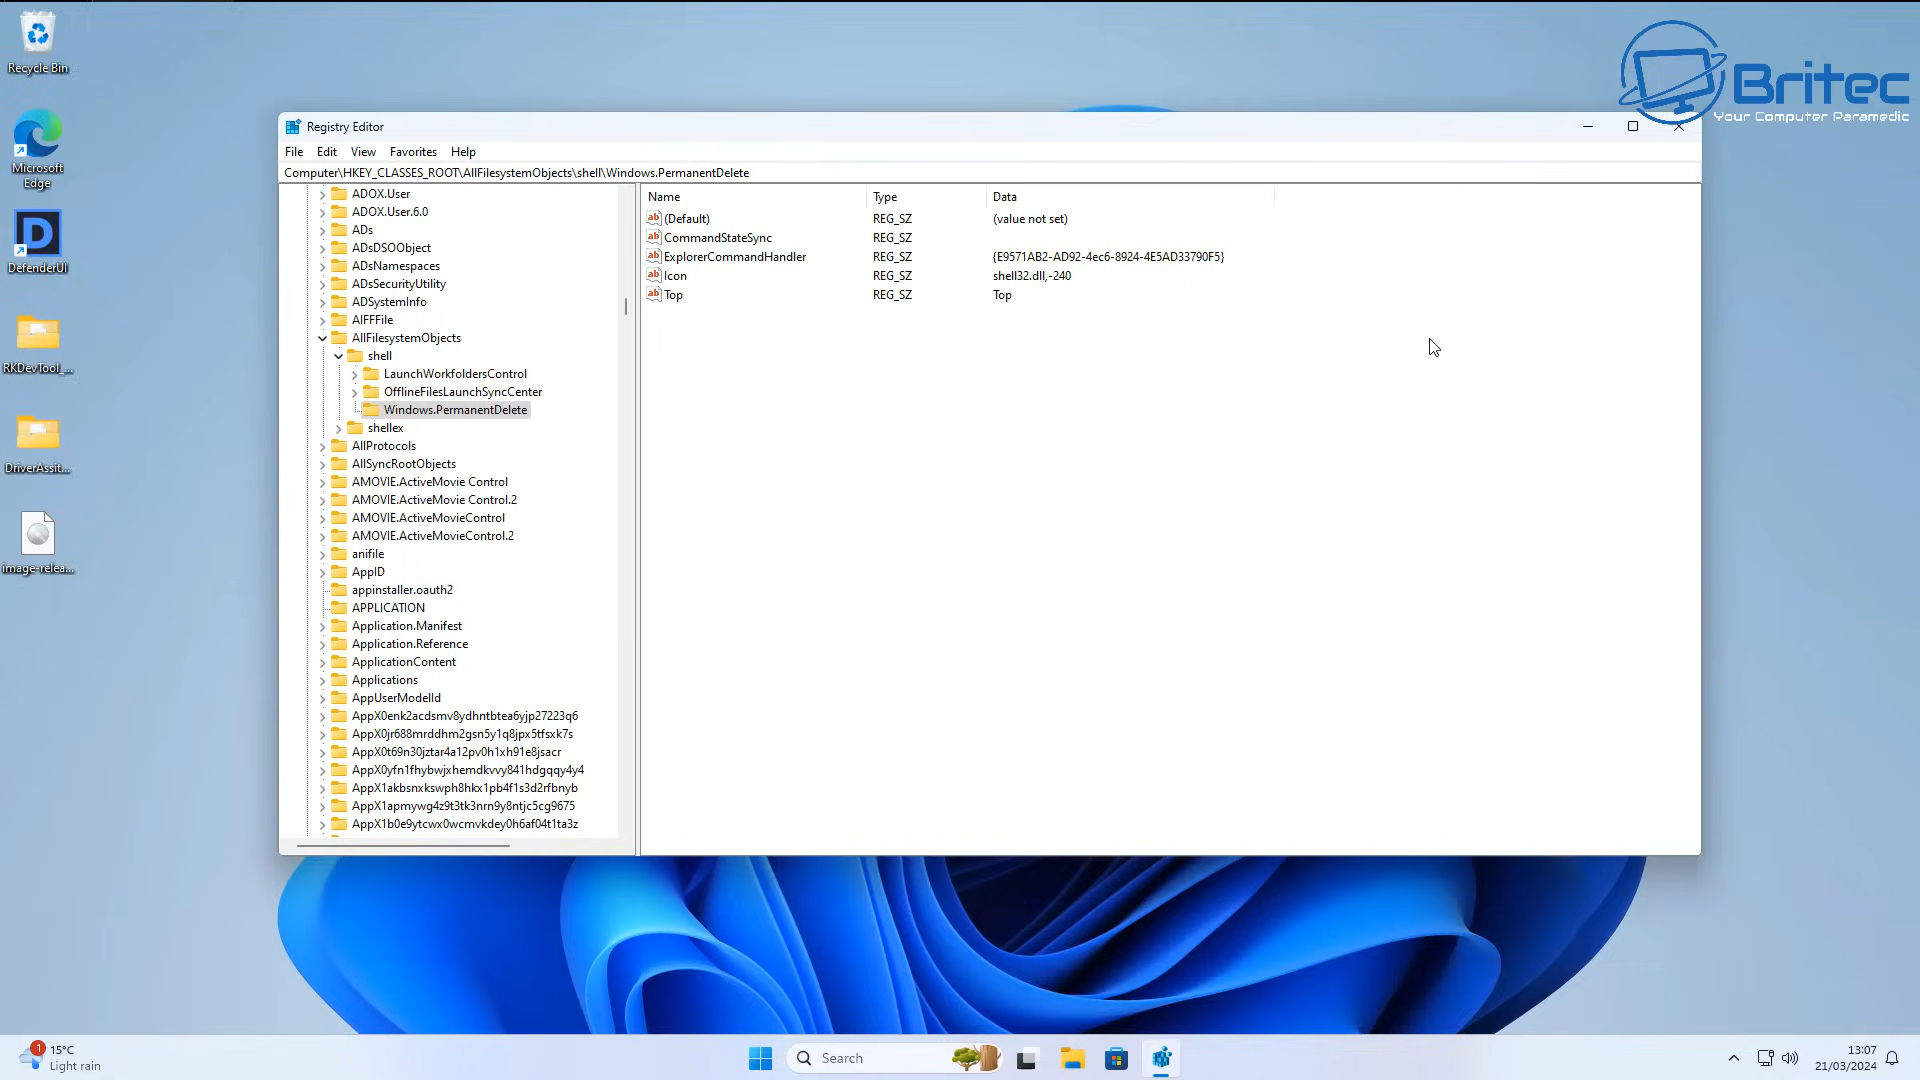 Recycle Bin
Microsoft
Edge
DefenderUI
RKDevTool_...
DriverAssit...
image-relea...
Britec
Your Computer Paramedic
Registry Editor
File Edit View Favorites Help
Computer\HKEY_CLASSES_ROOT\AllFilesystemObjects\shell\Windows.PermanentDelete
ADOX.User
ADOX.User.6.0
ADs
ADsDSOObject
ADsNamespaces
ADsSecurityUtility
ADSystemInfo
AIFFFile
AllFilesystemObjects
shell
LaunchWorkfoldersControl
OfflineFilesLaunchSyncCenter
Windows.PermanentDelete
shellex
AllProtocols
AllSyncRootObjects
AMOVIE.ActiveMovie Control
AMOVIE.ActiveMovie Control.2
AMOVIE.ActiveMovieControl
AMOVIE.ActiveMovieControl.2
anifile
AppID
appinstaller.oauth2
APPLICATION
Application.Manifest
Application.Reference
ApplicationContent
Applications
AppUserModelId
AppX0enk2acdsmv8ydhntbtea6yjp27223q6
AppX0jr688mrddhm2gsn5y1q8jpx5tfsxk7s
AppX0t69n30jztar4a12pv0h1xh91e8jsacr
AppX0yfn1fhybwjxhemdkvvy841hdgqqy4y4
AppX1akbsnxkswph8hkx1pb4f1s3d2rfbnyb
AppX1apmywg4z9t3tk3nrn9y8ntjc5cg9675
AppX1b0e9ytcwx0wcmvkdey0h6af04t1ta3z
Name Type Data
(Default) REG_SZ (value not set)
CommandStateSync REG_SZ
ExplorerCommandHandler REG_SZ {E9571AB2-AD92-4ec6-8924-4E5AD33790F5}
Icon REG_SZ shell32.dll,-240
Top REG_SZ Top
1
15°C
Light rain
Search
13:07
21/03/2024